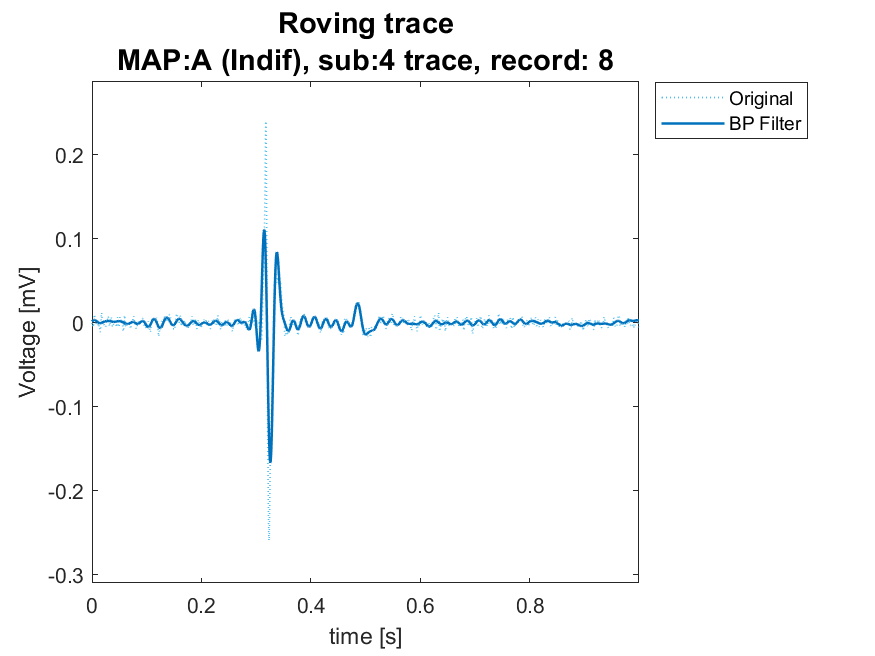 Roving trace
MAP:A (Indif), sub:4 trace, record: 8
Original
BP Filter
Voltage [mV]
0.2
0.1
0
-0.1
-0.2
-0.3
0
0.2
0.4
0.6
0.8
time [s]